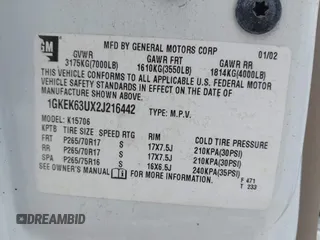 GM
MFD BY GENERAL MOTORS CORP
01/02
GVWR GAWR FRT GAWR RR
3175KG(7000LB) 1610KG(3550LB) 1814KG(4000LB)
THIS VEHICLE CONFORMS TO ALL APPLICABLE U.S. FEDERAL MOTOR
VEHICLE SAFETY STANDARDS IN EFFECT ON THE DATE OF
MANUFACTURE SHOWN ABOVE.
1GKEK63UX2J216442 TYPE: M.P.V.
MODEL: K15706
KPTB TIRE SIZE SPEED RTG RIM COLD TIRE PRESSURE
FRT P265/70R17 S 17X7.5J 210KPA(30PSI)
RR P265/70R17 S 17X7.5J 210KPA(30PSI)
SPA P265/75R16 S 16X6.5J 240KPA(35PSI)
SEE OWNER'S MANUAL FOR MORE INFORMATION.
F 471
T :233
DREAMBID